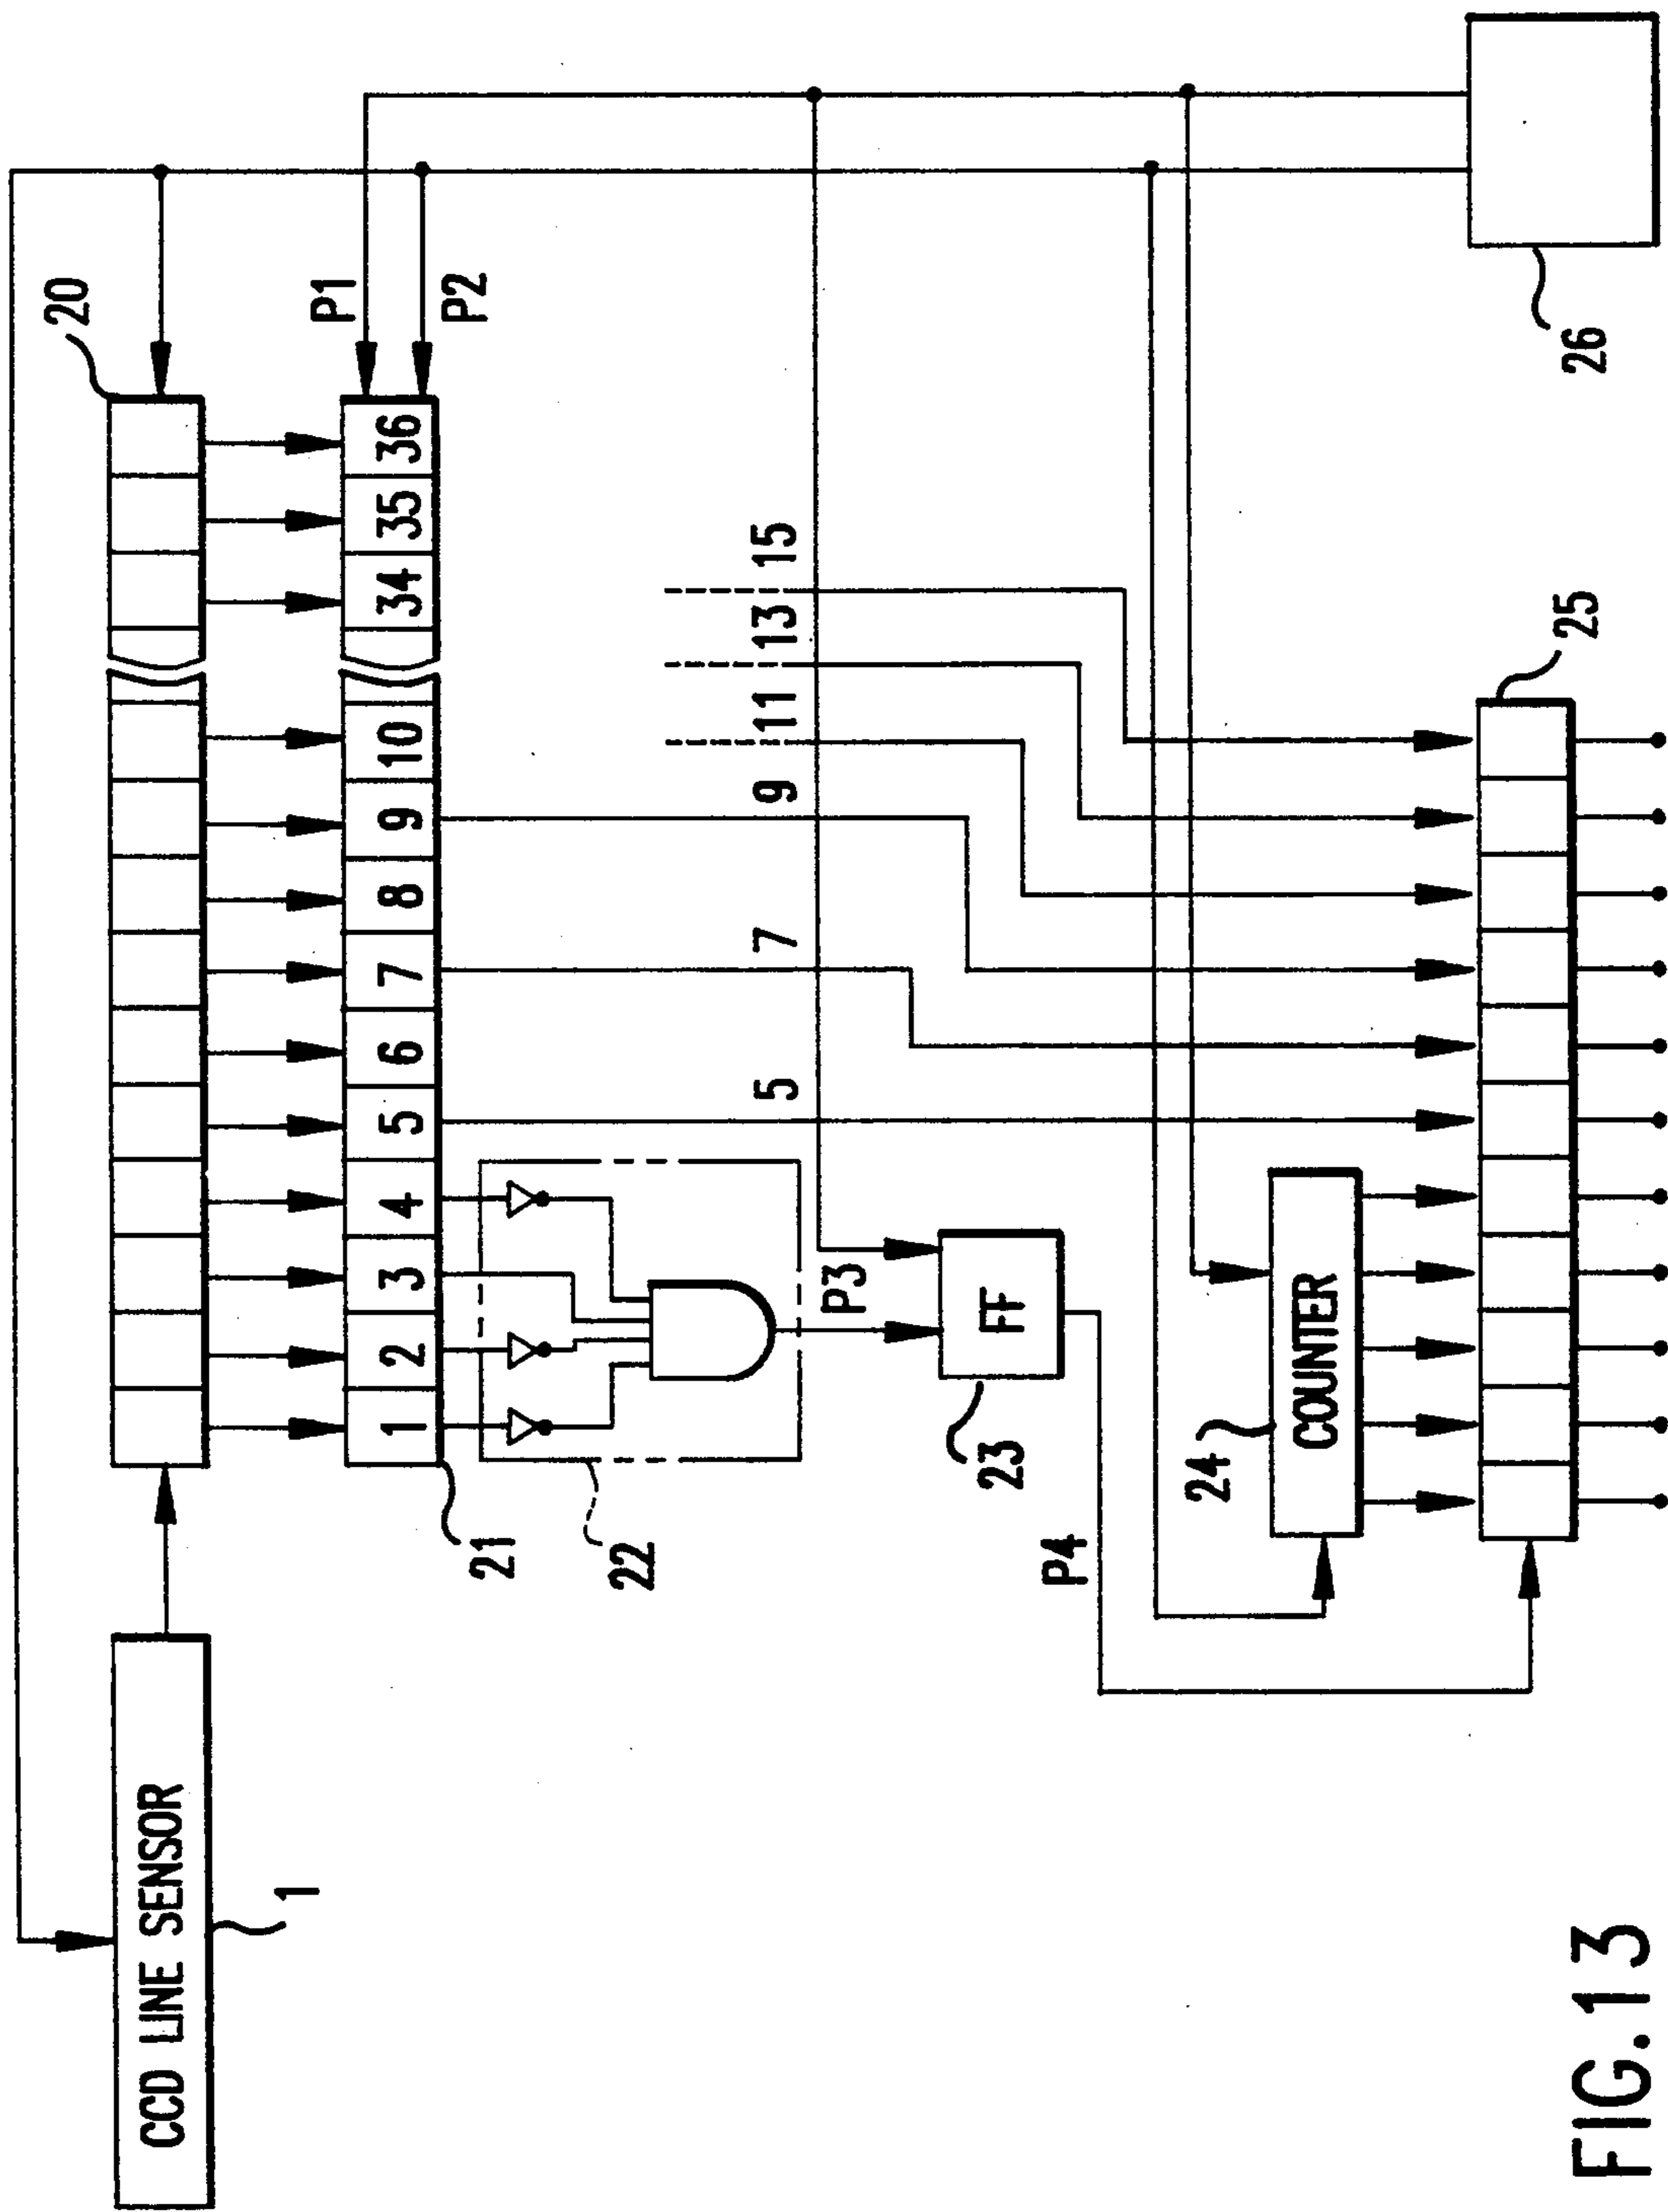 CCD LINE SENSOR
1
20
P1
P2
1 2 3 4 5 6 7 8 9 10 34 35 36
21
22
5 7 9 11 13 15
P3
23
FF
P4
24
COUNTER
25
26
FIG.13